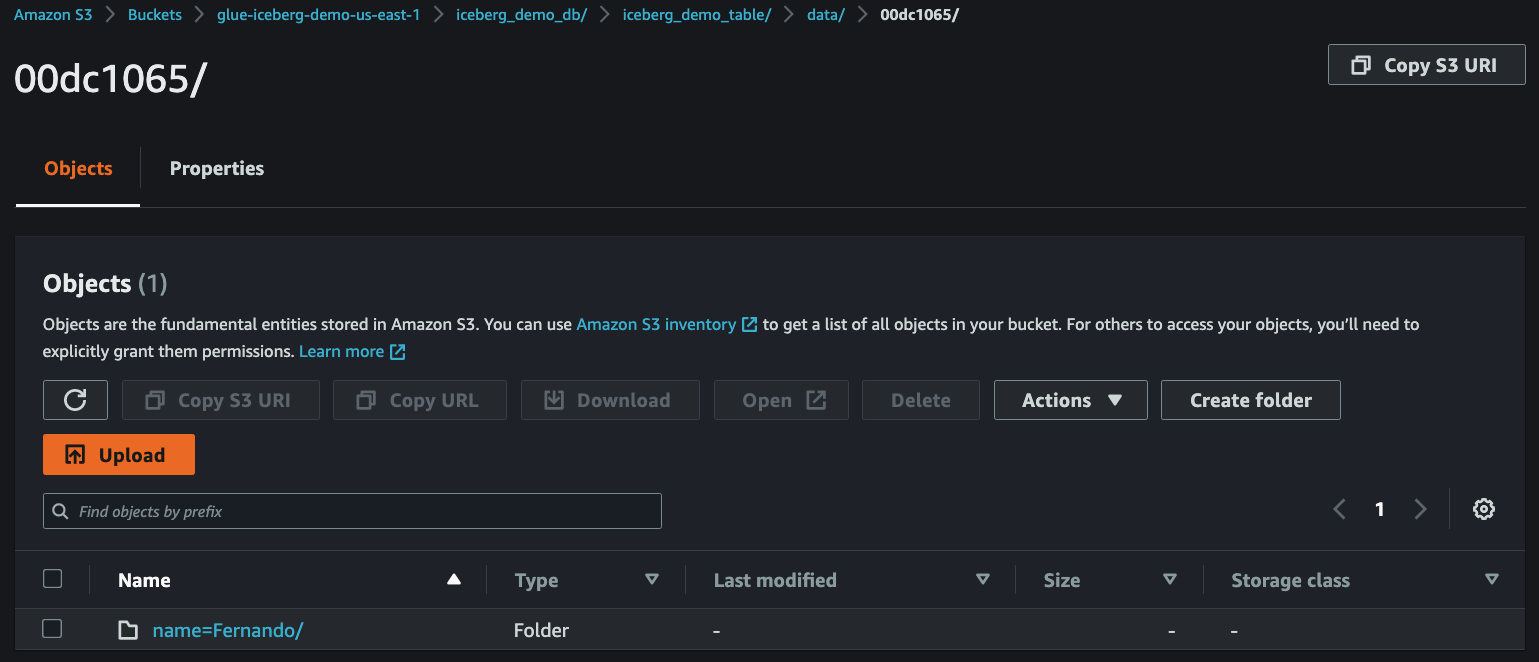 Amazon S3 > Buckets > glue-iceberg-demo-us-east-1 > iceberg_demo_db/ > iceberg_demo_table/ > data/ > 00dc1065/
00dc1065/
Copy S3 URI
Objects
Properties
Objects (1)
Objects are the fundamental entities stored in Amazon S3. You can use Amazon S3 inventory to get a list of all objects in your bucket. For others to access your objects, you’ll need to
explicitly grant them permissions. Learn more
Copy S3 URI Copy URL Download Open Delete Actions Create folder
Upload
Find objects by prefix
1
Name Type Last modified Size Storage class
name=Fernando/ Folder - - -